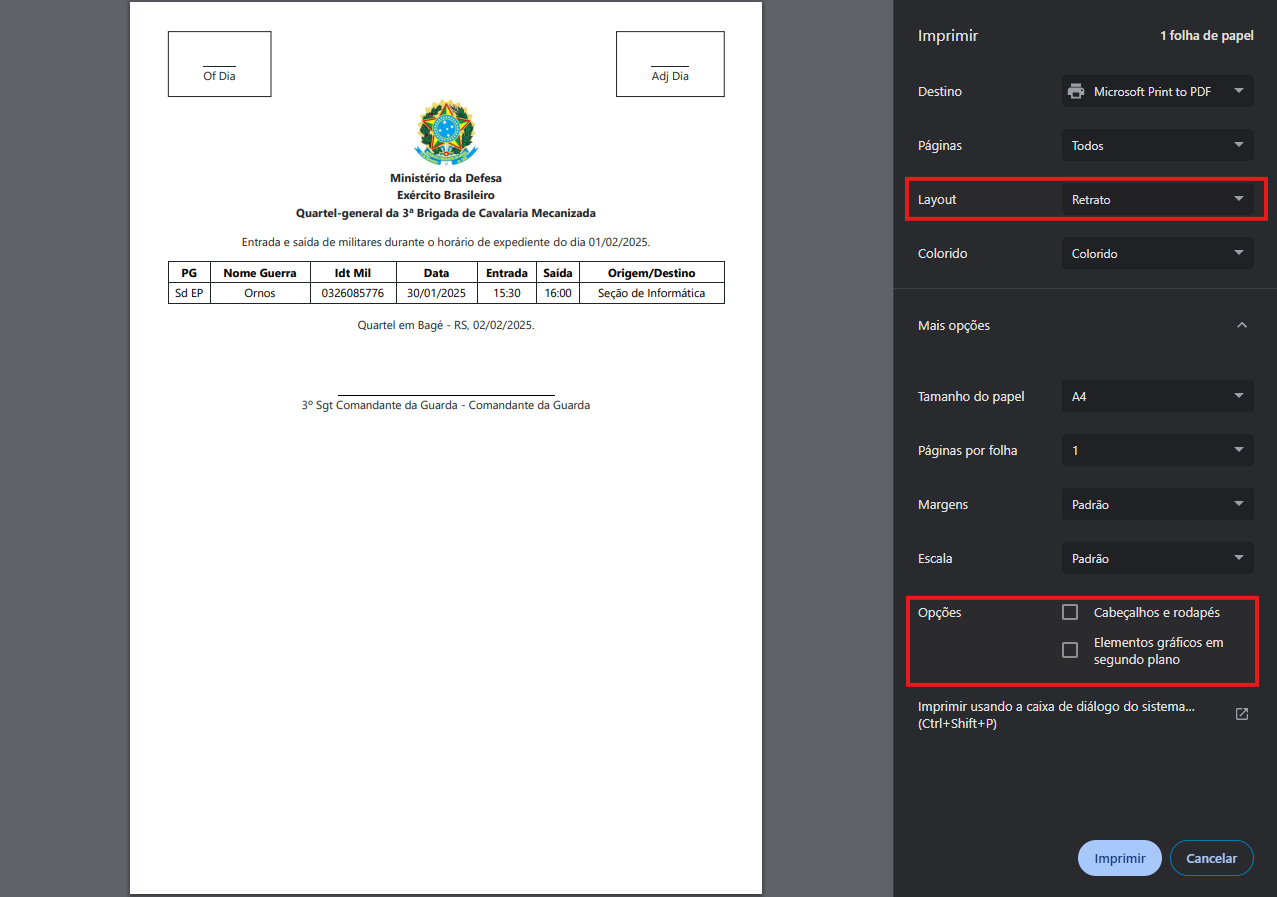 Of Dia
Adj Dia
Ministério da Defesa
Exército Brasileiro
Quartel-general da 3ª Brigada de Cavalaria Mecanizada
Entrada e saída de militares durante o horário de expediente do dia 01/02/2025.
PG Nome Guerra Idt Mil Data Entrada Saída Origem/Destino
Sd EP Ornos 0326085776 30/01/2025 15:30 16:00 Seção de Informática
Quartel em Bagé - RS, 02/02/2025.
3º Sgt Comandante da Guarda - Comandante da Guarda
Imprimir 1 folha de papel
Destino Microsoft Print to PDF
Páginas Todos
Layout Retrato
Colorido Colorido
Mais opções
Tamanho do papel A4
Páginas por folha 1
Margens Padrão
Escala Padrão
Opções Cabeçalhos e rodapés
Elementos gráficos em
segundo plano
Imprimir usando a caixa de diálogo do sistema...
(Ctrl+Shift+P)
Imprimir Cancelar